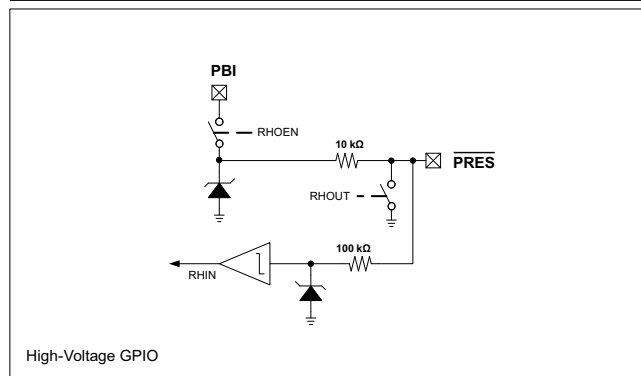 PBI
RHOEN
10 kΩ
PRES
RHOUT
100 kΩ
RHIN
High-Voltage GPIO